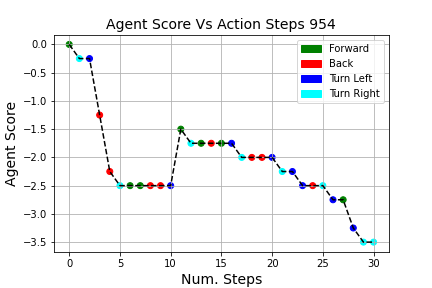 Agent Score Vs Action Steps 954
Forward
Back
Turn Left
Turn Right
Agent Score
0.0
−0.5
−1.0
−1.5
−2.0
−2.5
−3.0
−3.5
0 5 10 15 20 25 30
Num. Steps